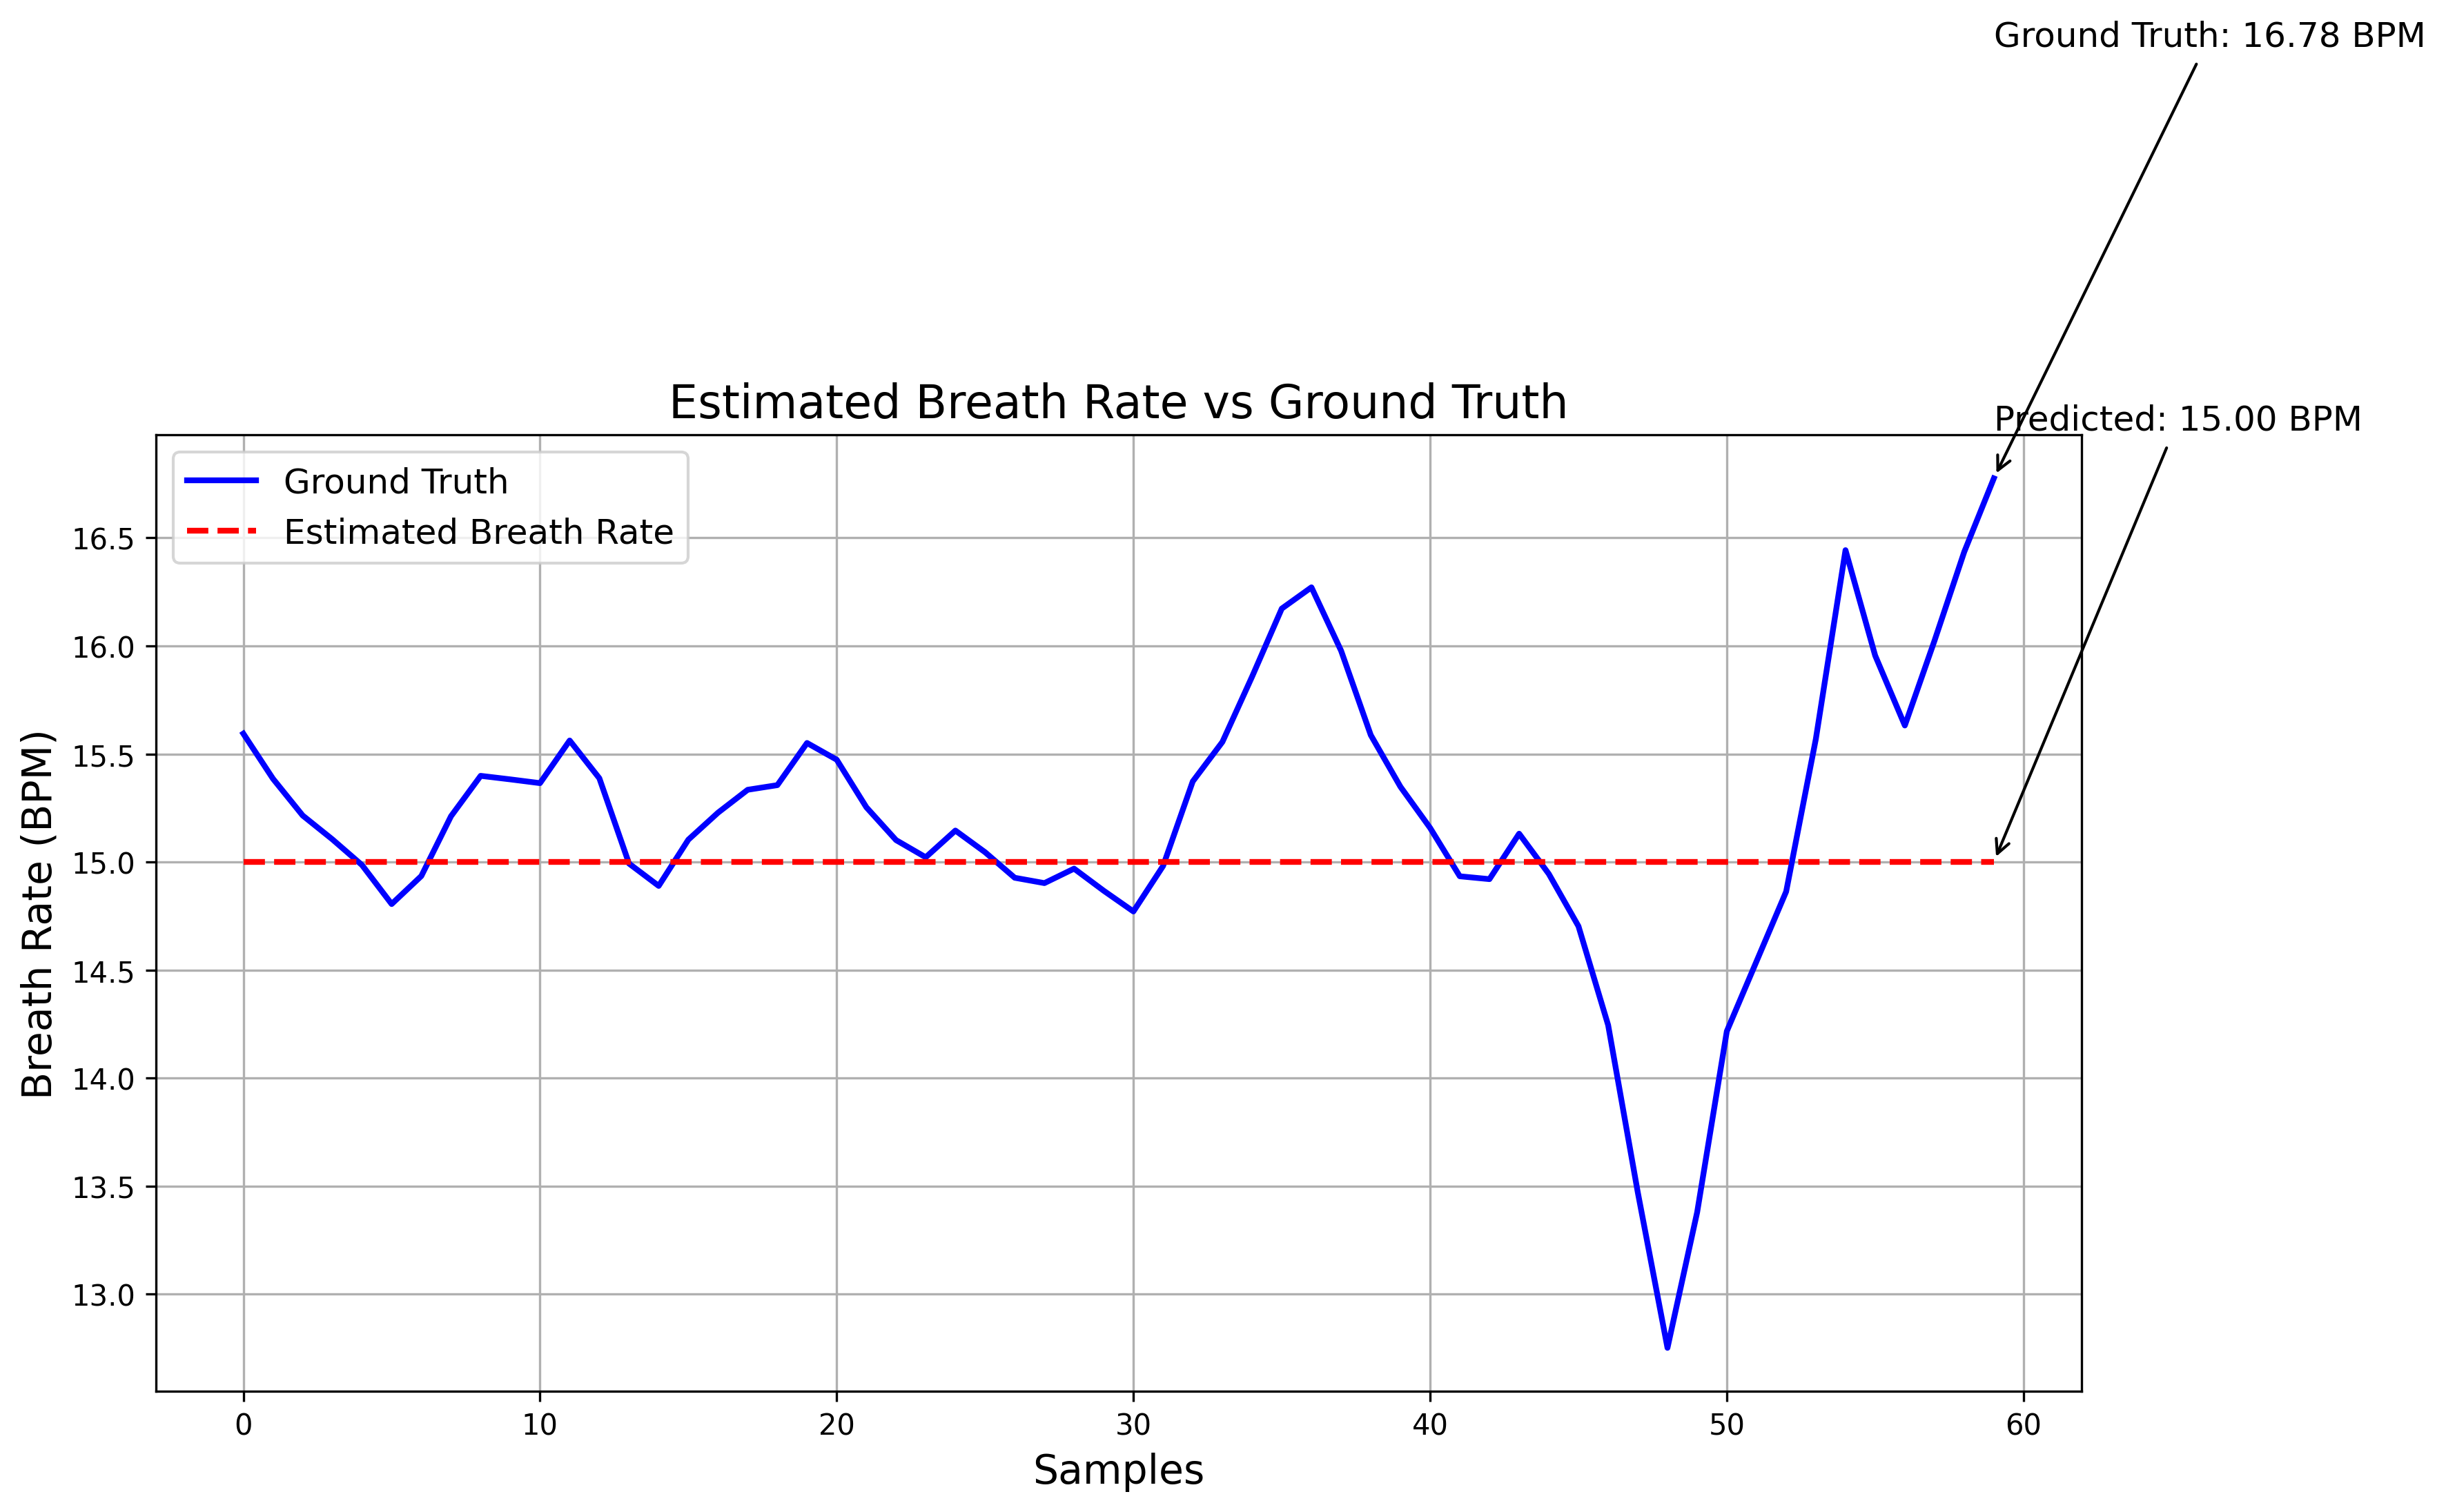 Ground Truth: 16.78 BPM
Estimated Breath Rate vs Ground Truth
Predicted: 15.00 BPM
Ground Truth
Estimated Breath Rate
Breath Rate (BPM)
16.5
16.0
15.5
15.0
14.5
14.0
13.5
13.0
0 10 20 30 40 50 60
Samples